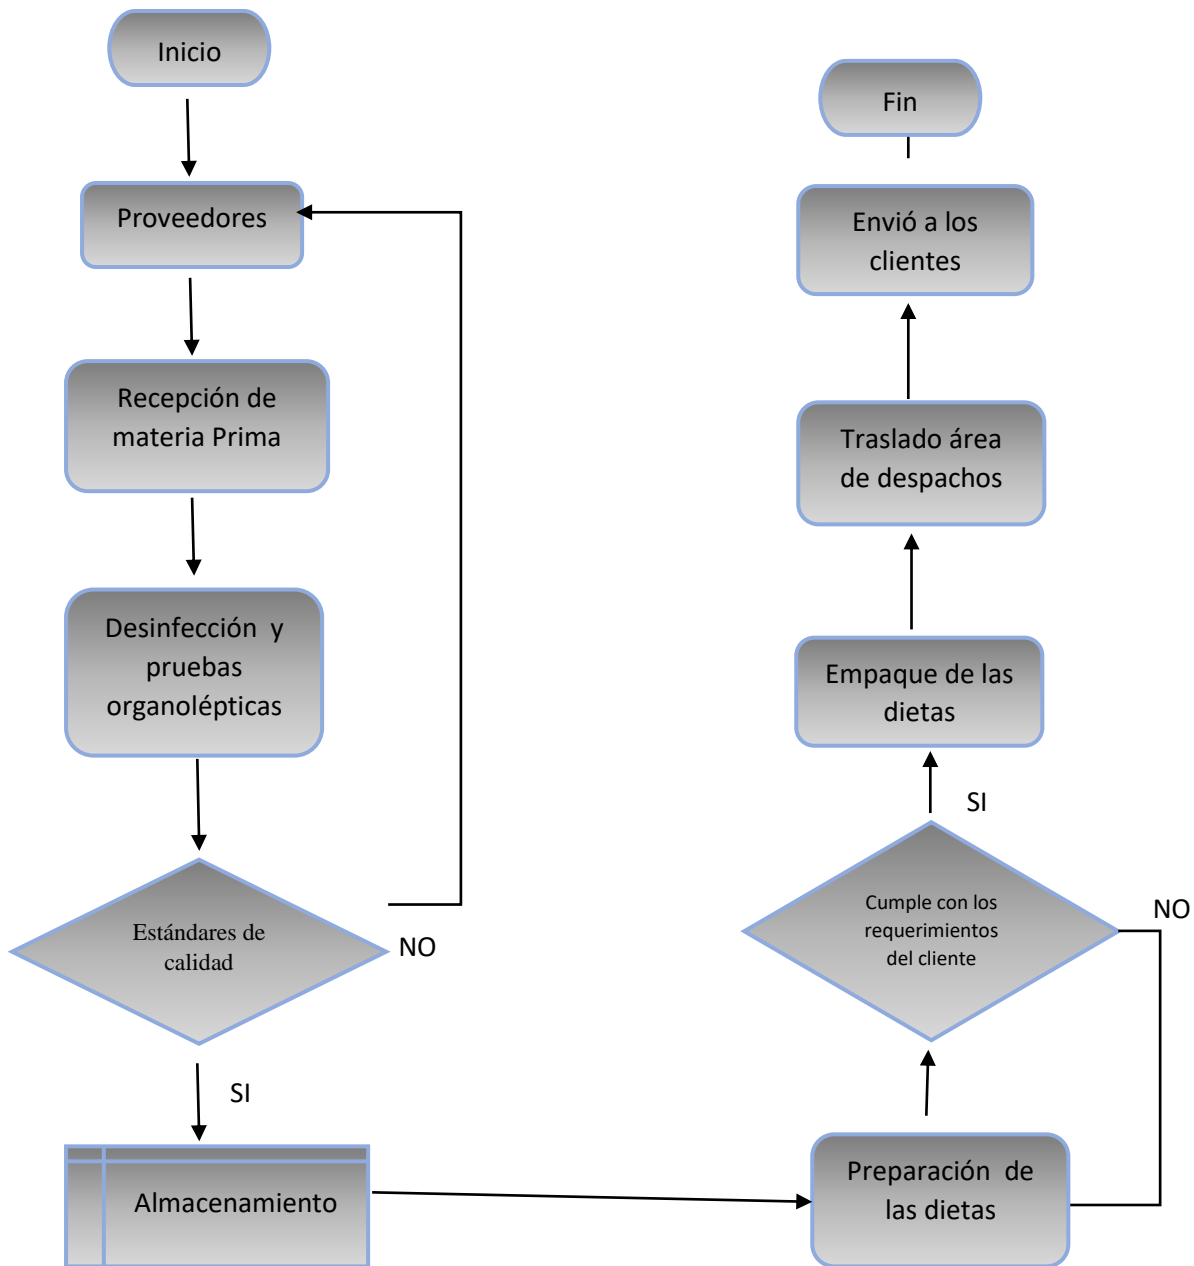 Inicio
Proveedores
Recepción de
materia Prima
Desinfección  y
pruebas
organolépticas
Estándares de
calidad
NO
SI
Almacenamiento
Preparación  de
las dietas
Cumple con los
requerimientos
del cliente
NO
SI
Empaque de las
dietas
Traslado área
de despachos
Envió a los
clientes
Fin